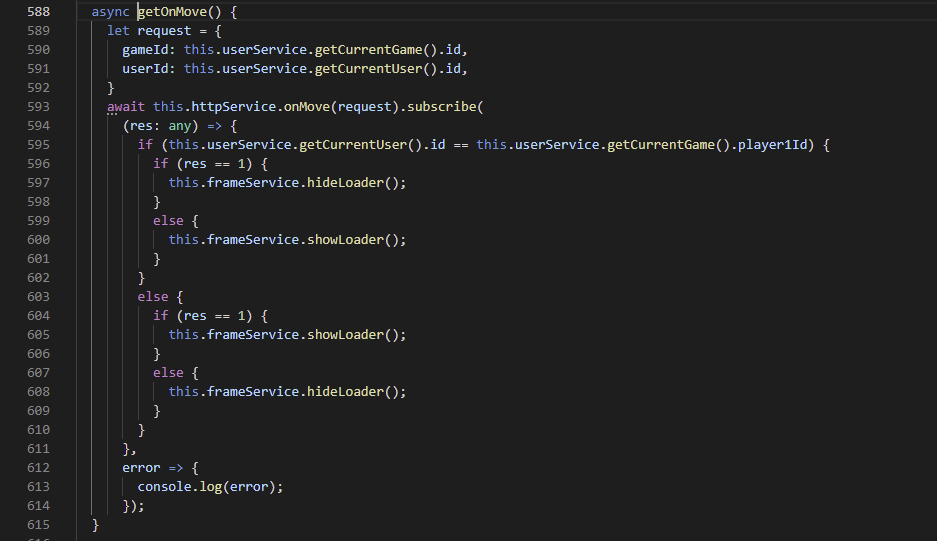 588 async getOnMove() {
589 let request = {
590 gameId: this.userService.getCurrentGame().id,
591 userId: this.userService.getCurrentUser().id,
592 }
593 await this.httpService.onMove(request).subscribe(
594 (res: any) => {
595 if (this.userService.getCurrentUser().id == this.userService.getCurrentGame().player1Id) {
596 if (res == 1) {
597 this.frameService.hideLoader();
598 }
599 else {
600 this.frameService.showLoader();
601 }
602 }
603 else {
604 if (res == 1) {
605 this.frameService.showLoader();
606 }
607 else {
608 this.frameService.hideLoader();
609 }
610 }
611 },
612 error => {
613 console.log(error);
614 });
615 }